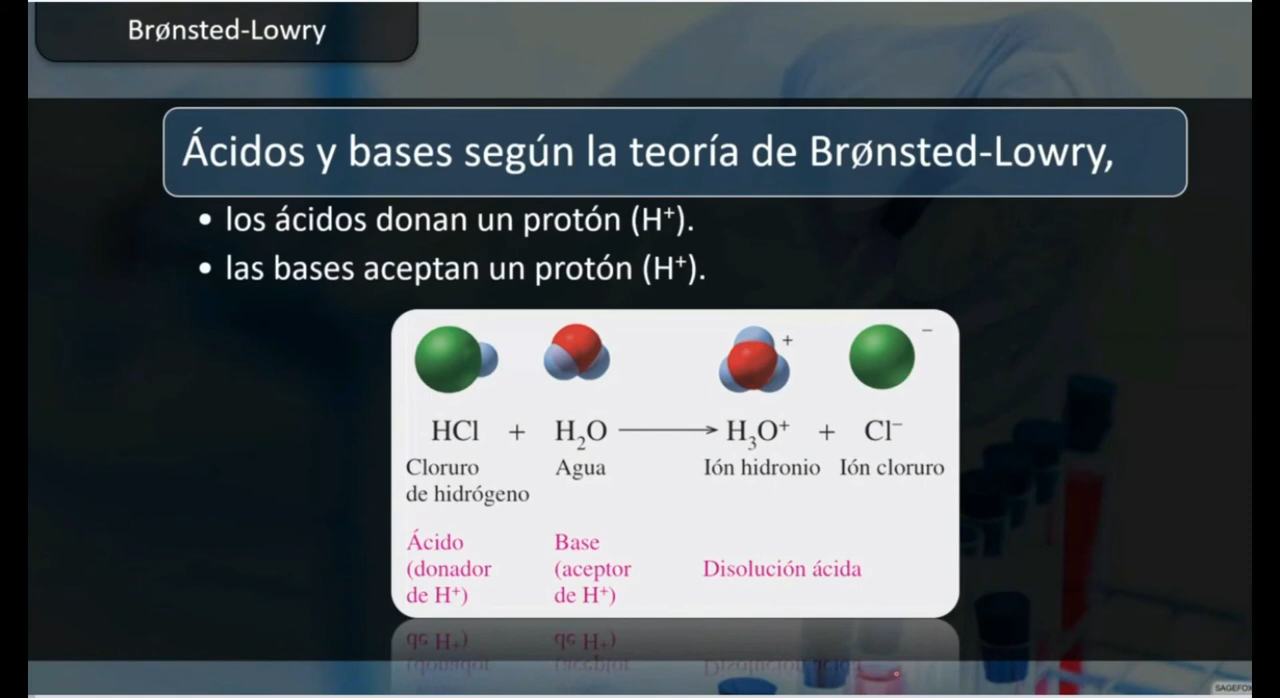 Brønsted-Lowry
Ácidos y bases según la teoría de Brønsted-Lowry,
• los ácidos donan un protón (H⁺).
• las bases aceptan un protón (H⁺).
+ −
HCl + H₂O ⟶ H₃O⁺ + Cl⁻
Cloruro de hidrógeno
Agua
Ión hidronio
Ión cloruro
Ácido
(donador
de H⁺)
Base
(aceptor
de H⁺)
Disolución ácida
SAGEFOX